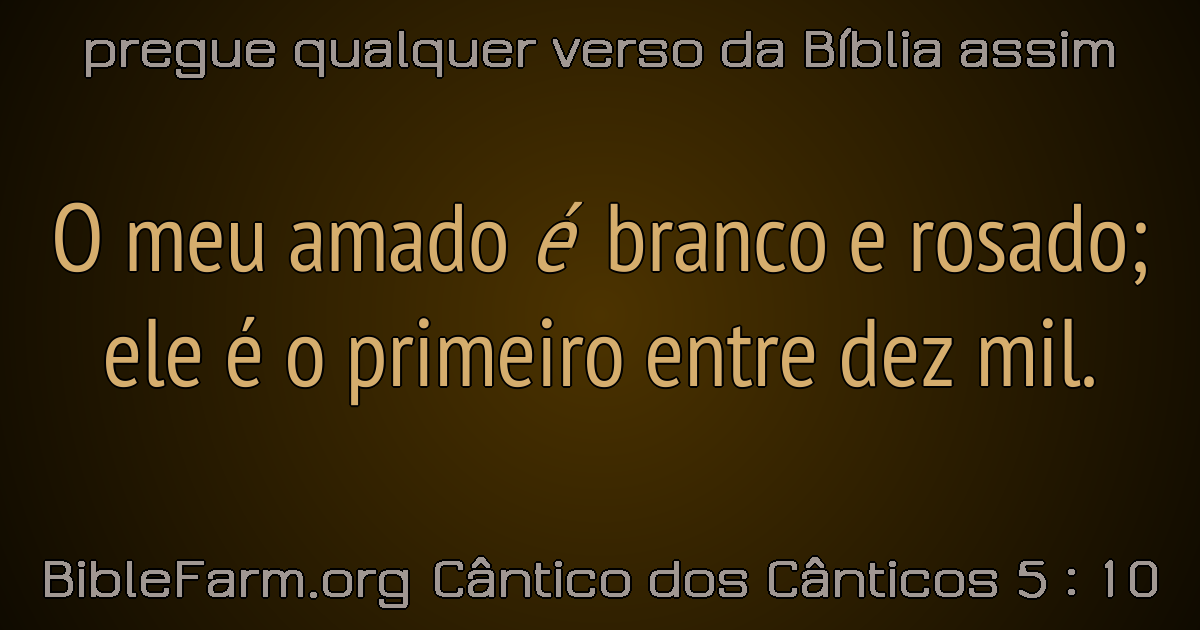 pregue qualquer verso da Bíblia assim
O meu amado é branco e rosado;
ele é o primeiro entre dez mil.
BibleFarm.org Cântico dos Cânticos 5 : 10